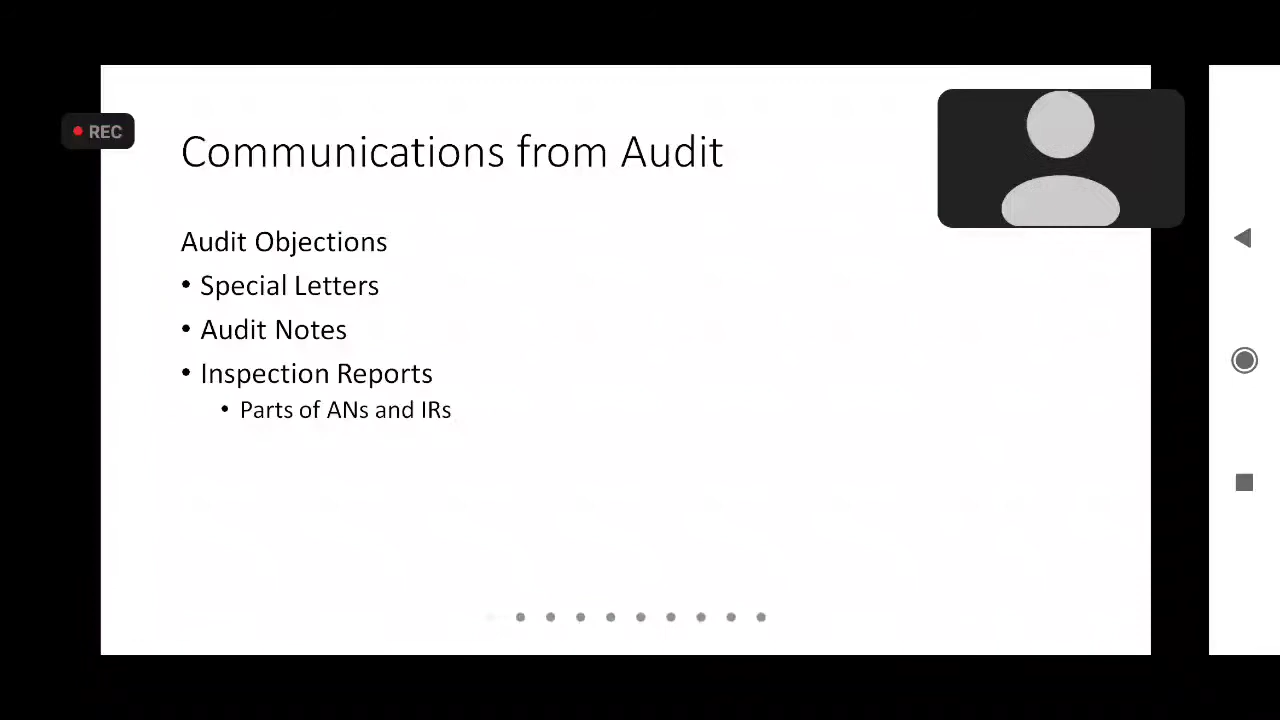 REC
Communications from Audit
Audit Objections
• Special Letters
• Audit Notes
• Inspection Reports
• Parts of ANs and IRs